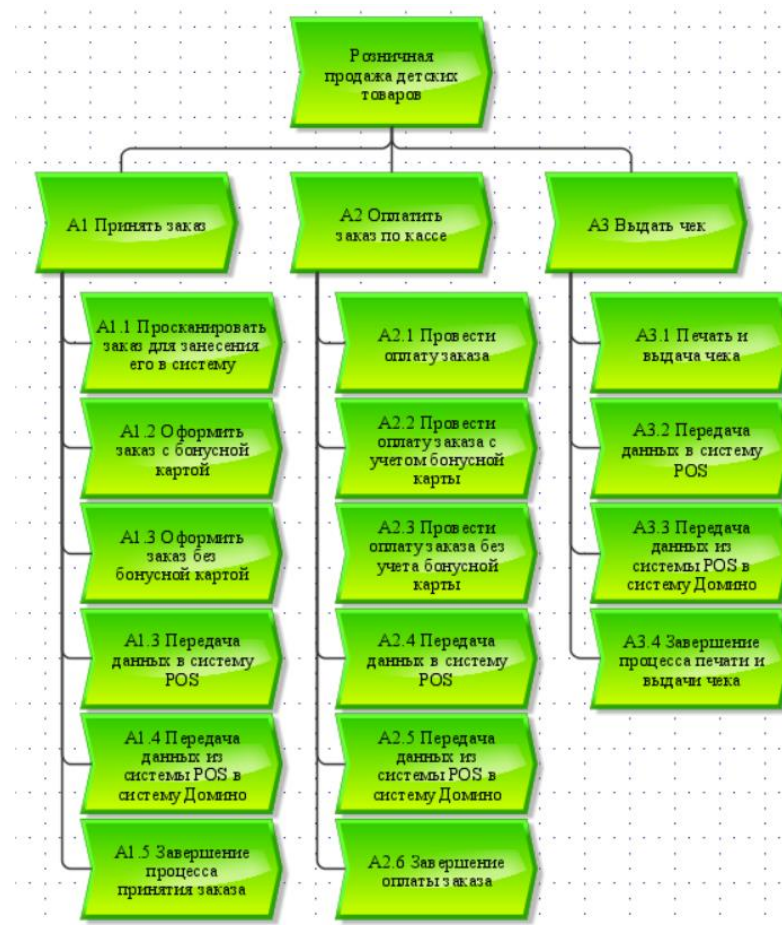 Розничная
продажа детских
товаров
А1 Принять заказ
А2 Оплатить
заказ по кассе
А3 Выдать чек
А1.1 Просканировать
заказ для занесения
его в систему
А1.2 Оформить
заказ с бонусной
картой
А1.3 Оформить
заказ без
бонусной картой
А1.3 Передача
данных в систему
POS
А1.4 Передача
данных из
системы POS в
систему Домино
А1.5 Завершение
процесса
принятия заказа
А2.1 Провести
оплату заказа
А2.2 Провести
оплату заказа с
учетом бонусной
карты
А2.3 Провести
оплату заказа без
учета бонусной
карты
А2.4 Передача
данных в систему
POS
А2.5 Передача
данных из
системы POS в
систему Домино
А2.6 Завершение
оплаты заказа
А3.1 Печать и
выдача чека
А3.2 Передача
данных в систему
POS
А3.3 Передача
данных из
системы POS в
систему Домино
А3.4 Завершение
процесса печати и
выдачи чека